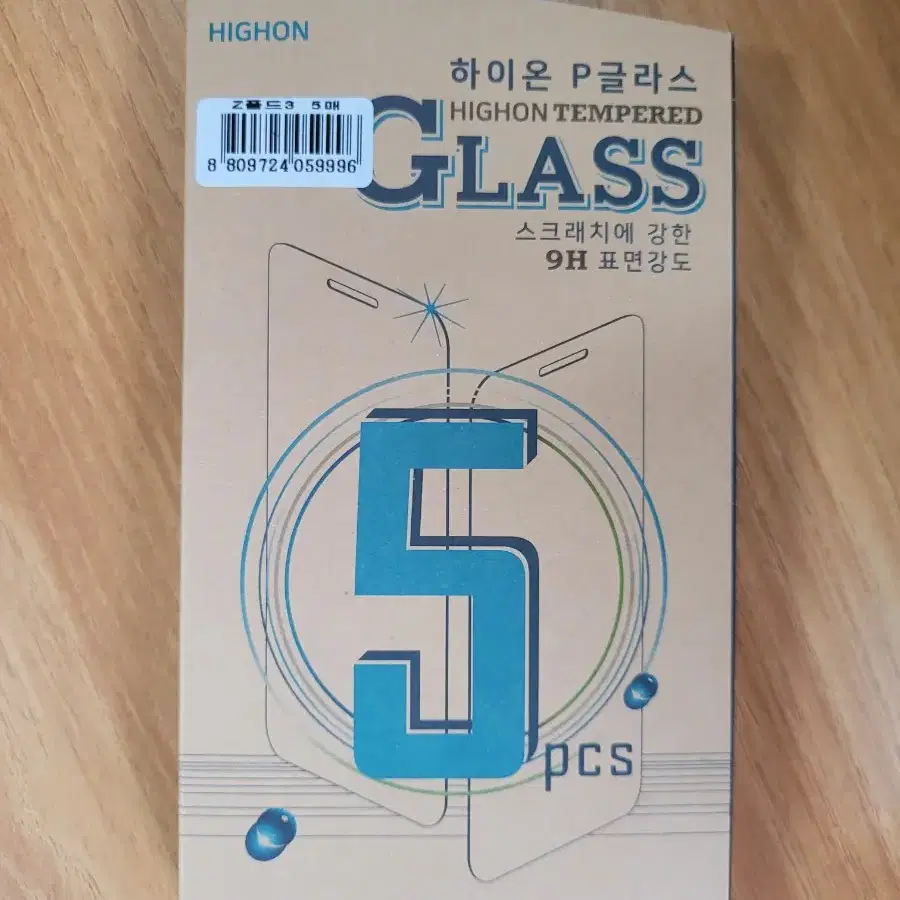 HIGHON
하이온 P글라스
HIGHON TEMPERED
GLASS
스크래치에 강한
9H 표면강도
Z플드3 5매
8 809724 059996
5
pcs